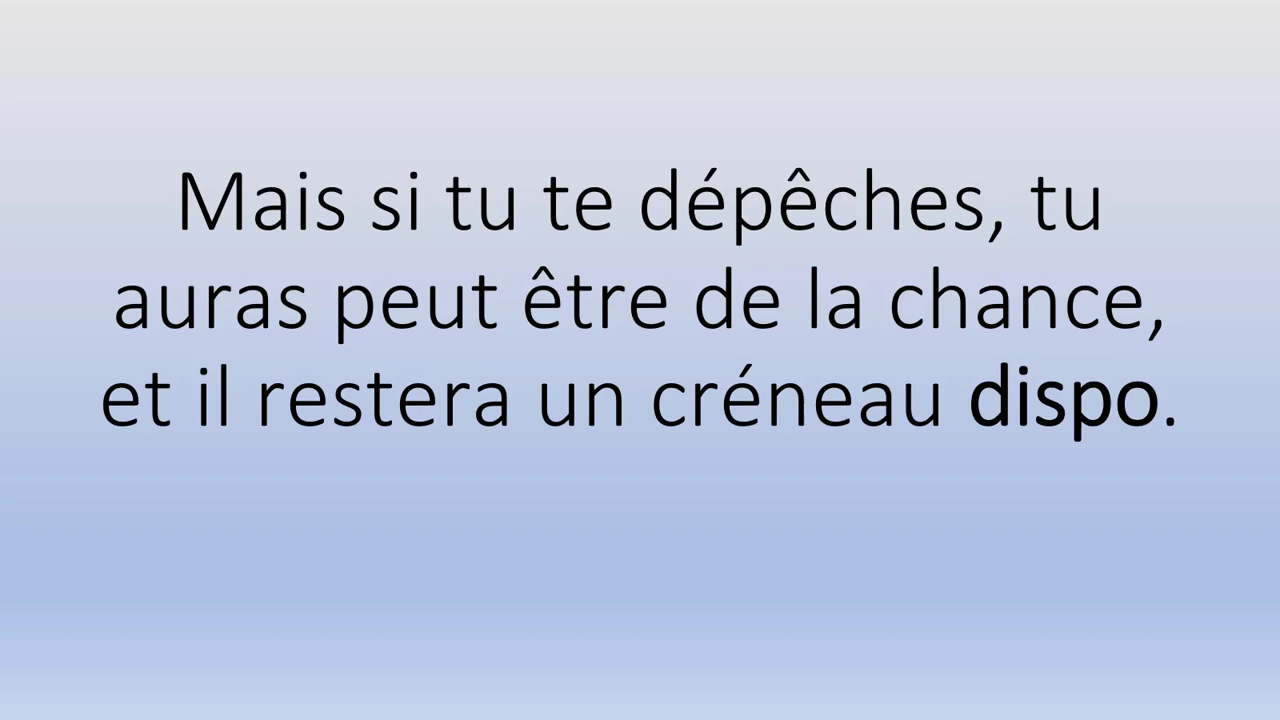 Mais si tu te dépêches, tu
auras peut être de la chance,
et il restera un créneau dispo.